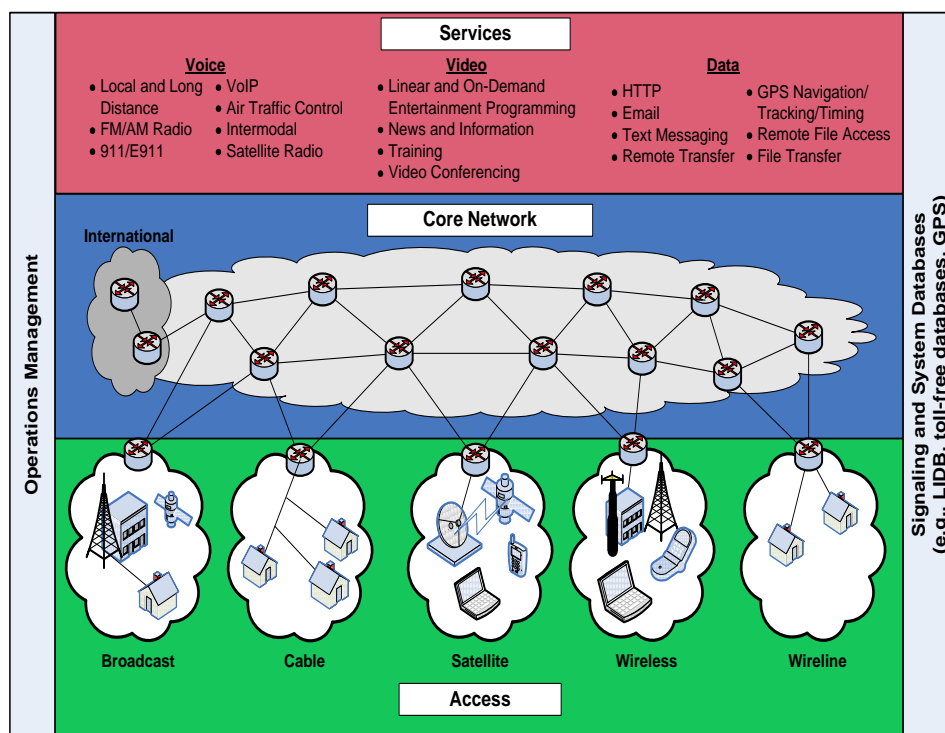 Services
Voice
• Local and Long
Distance
• FM/AM Radio
• 911/E911
• VoIP
• Air Traffic Control
• Intermodal
• Satellite Radio
Video
• Linear and On-Demand
Entertainment Programming
• News and Information
• Training
• Video Conferencing
Data
• HTTP
• Email
• Text Messaging
• Remote Transfer
• GPS Navigation/
Tracking/Timing
• Remote File Access
• File Transfer
Operations Management
Core Network
International
Signaling and System Databases
(e.g., LIDB, toll-free databases, GPS)
Broadcast
Cable
Satellite
Wireless
Wireline
Access